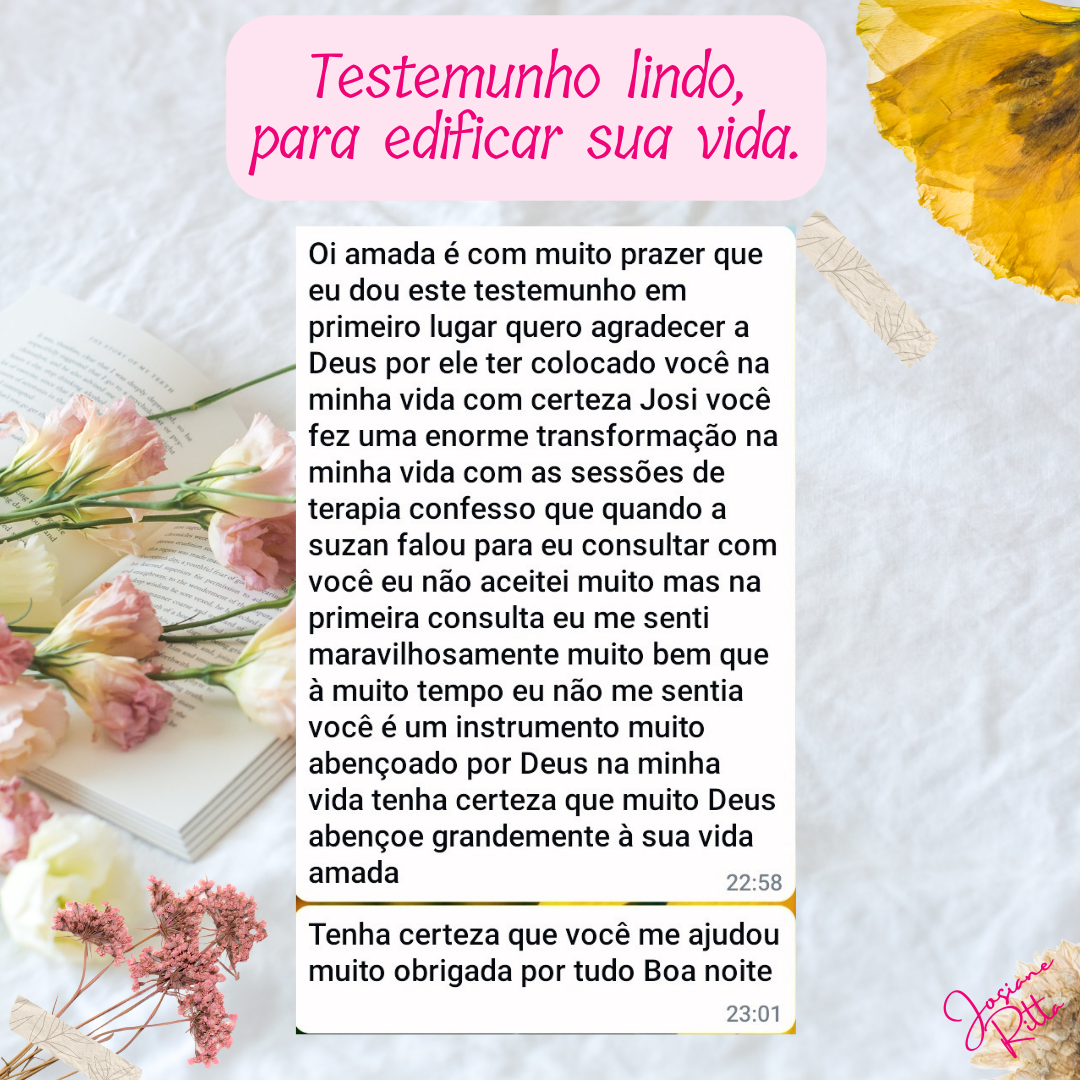 Testemunho lindo,
para edificar sua vida.
Oi amada é com muito prazer que
eu dou este testemunho em
primeiro lugar quero agradecer a
Deus por ele ter colocado você na
minha vida com certeza Josi você
fez uma enorme transformação na
minha vida com as sessões de
terapia confesso que quando a
suzan falou para eu consultar com
você eu não aceitei muito mas na
primeira consulta eu me senti
maravilhosamente muito bem que
à muito tempo eu não me sentia
você é um instrumento muito
abençoado por Deus na minha
vida tenha certeza que muito Deus
abençoe grandemente à sua vida
amada
22:58
Tenha certeza que você me ajudou
muito obrigada por tudo Boa noite
23:01
Josiane
Ritta